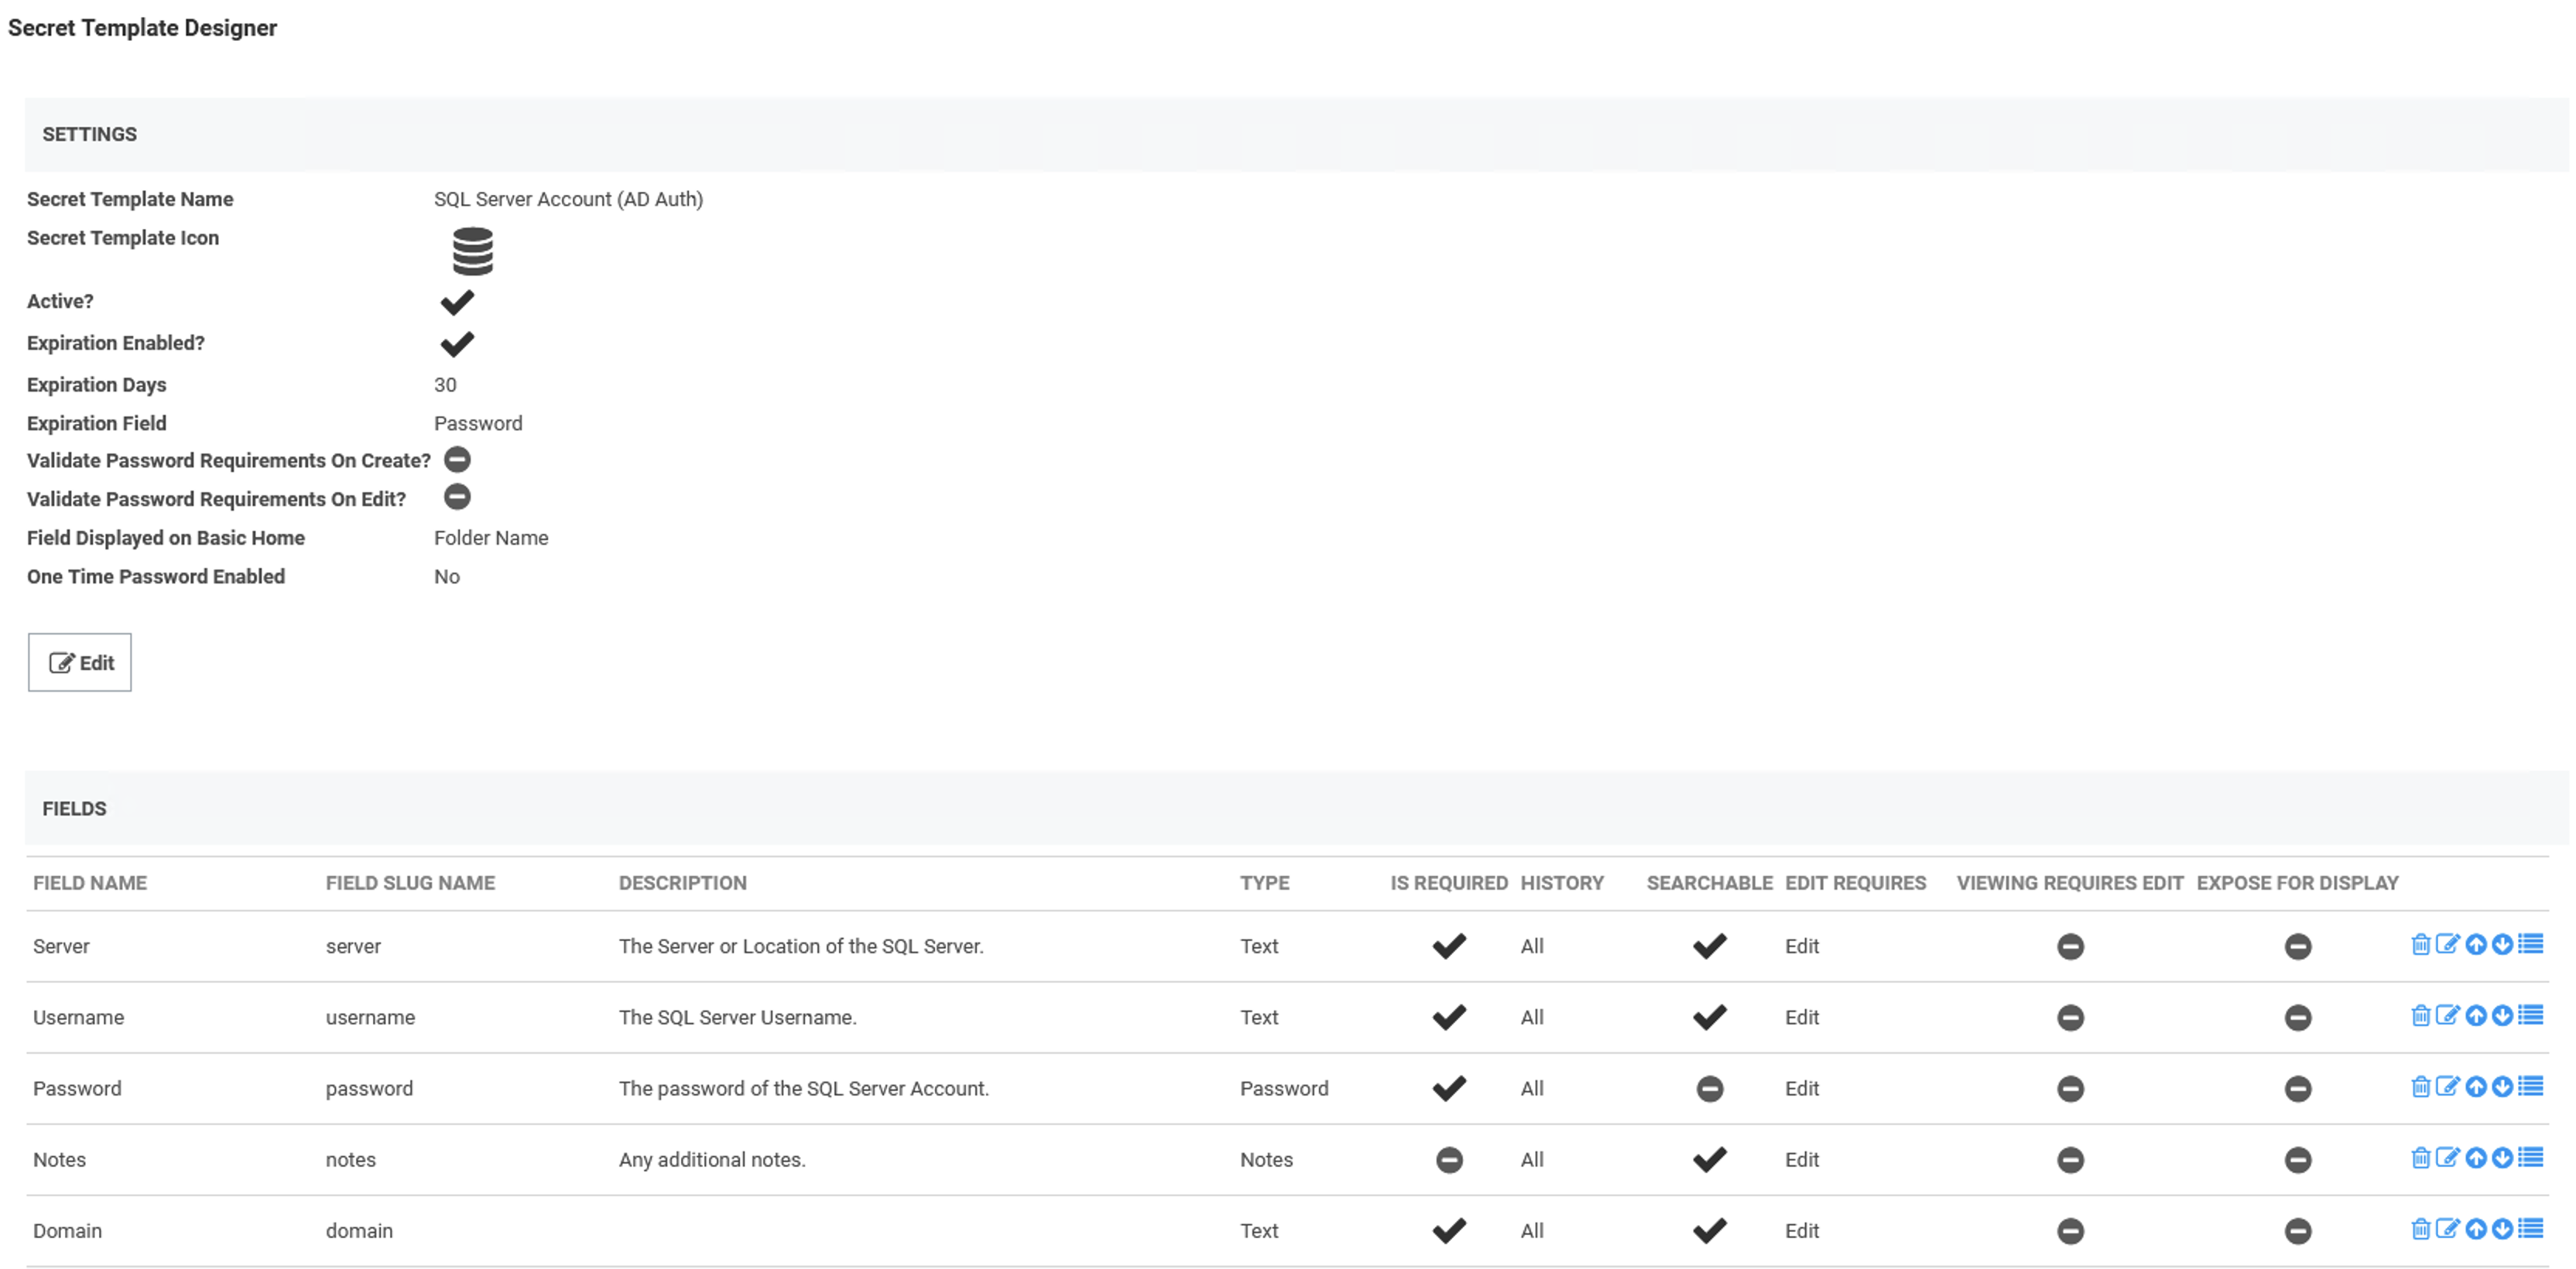 Secret Template Designer
SETTINGS
Secret Template Name SQL Server Account (AD Auth)
Secret Template Icon
Active?
Expiration Enabled?
Expiration Days 30
Expiration Field Password
Validate Password Requirements On Create?
Validate Password Requirements On Edit?
Field Displayed on Basic Home Folder Name
One Time Password Enabled No
Edit
FIELDS
FIELD NAME FIELD SLUG NAME DESCRIPTION TYPE IS REQUIRED HISTORY SEARCHABLE EDIT REQUIRES VIEWING REQUIRES EDIT EXPOSE FOR DISPLAY
Server server The Server or Location of the SQL Server. Text All Edit
Username username The SQL Server Username. Text All Edit
Password password The password of the SQL Server Account. Password All Edit
Notes notes Any additional notes. Notes All Edit
Domain domain Text All Edit